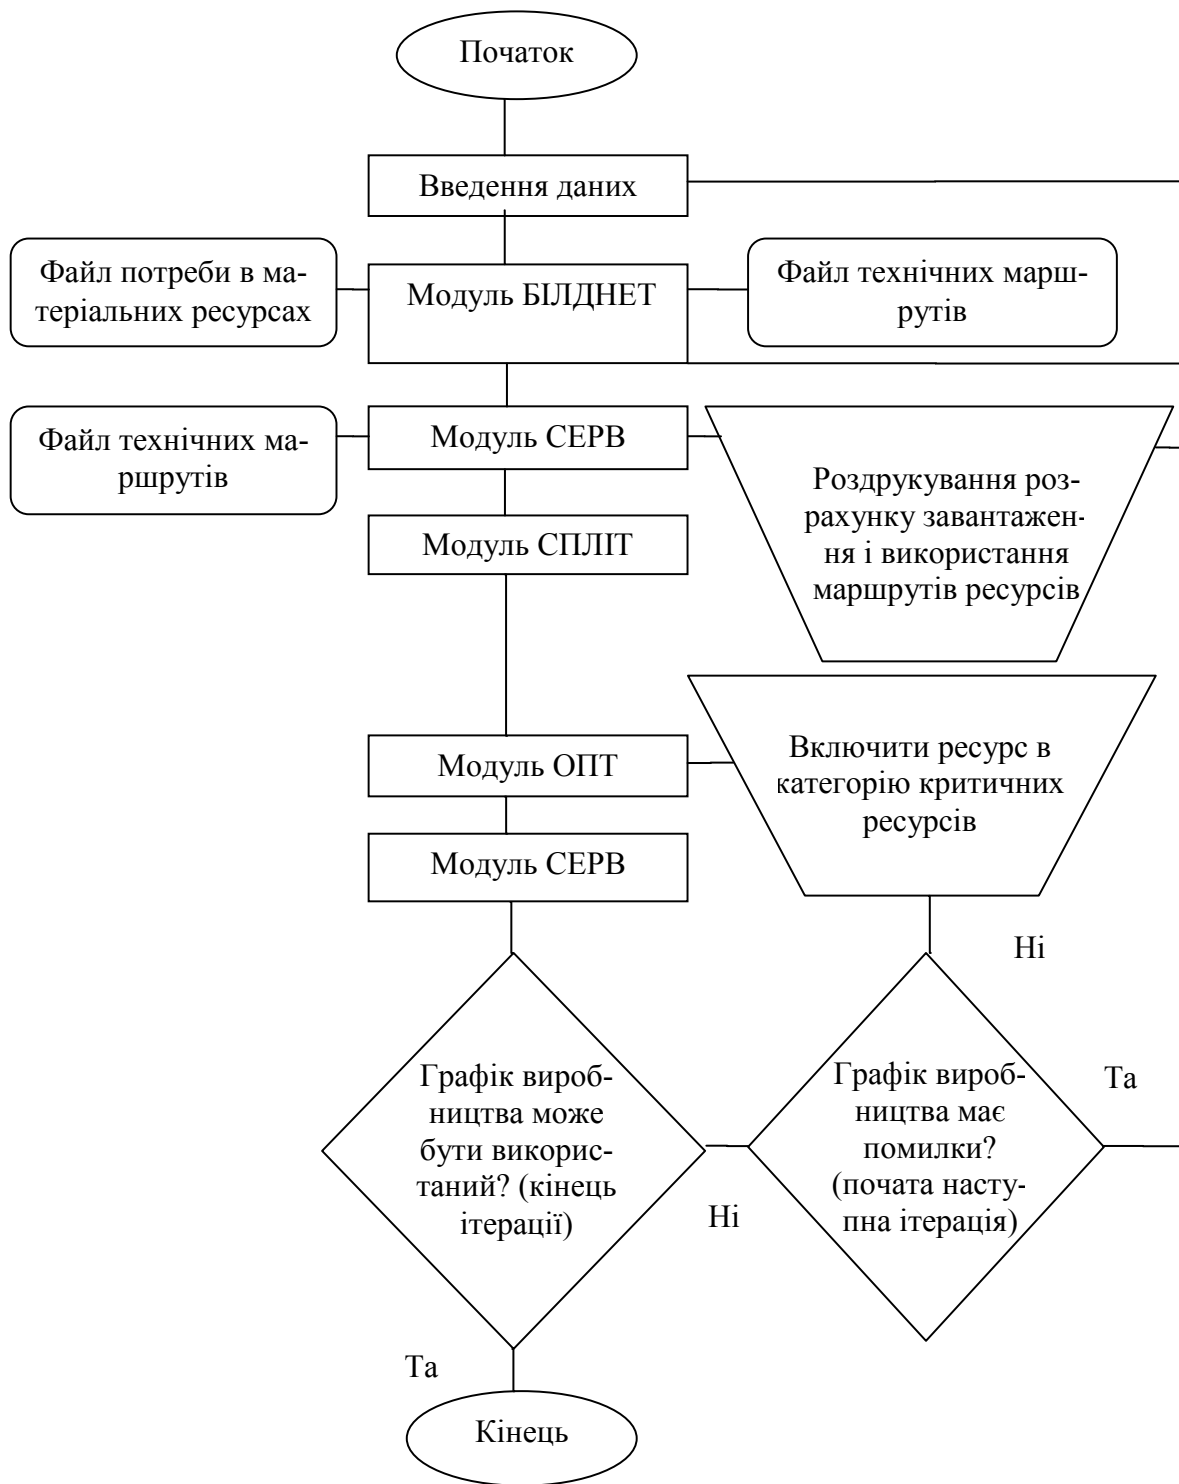 Початок
Введення даних
Файл потреби в ма-
теріальних ресурсах
Модуль БІЛДНЕТ
Файл технічних марш-
рутів
Файл технічних ма-
ршрутів
Модуль СЕРВ
Роздрукування роз-
рахунку завантажен-
ня і використання
маршрутів ресурсів
Модуль СПЛІТ
Модуль ОПТ
Включити ресурс в
категорію критичних
ресурсів
Модуль СЕРВ
Ні
Графік вироб-
ництва може
бути викорис-
таний? (кінець
ітерації)
Ні
Графік вироб-
ництва має
помилки?
(почата насту-
пна ітерація)
Та
Та
Кінець